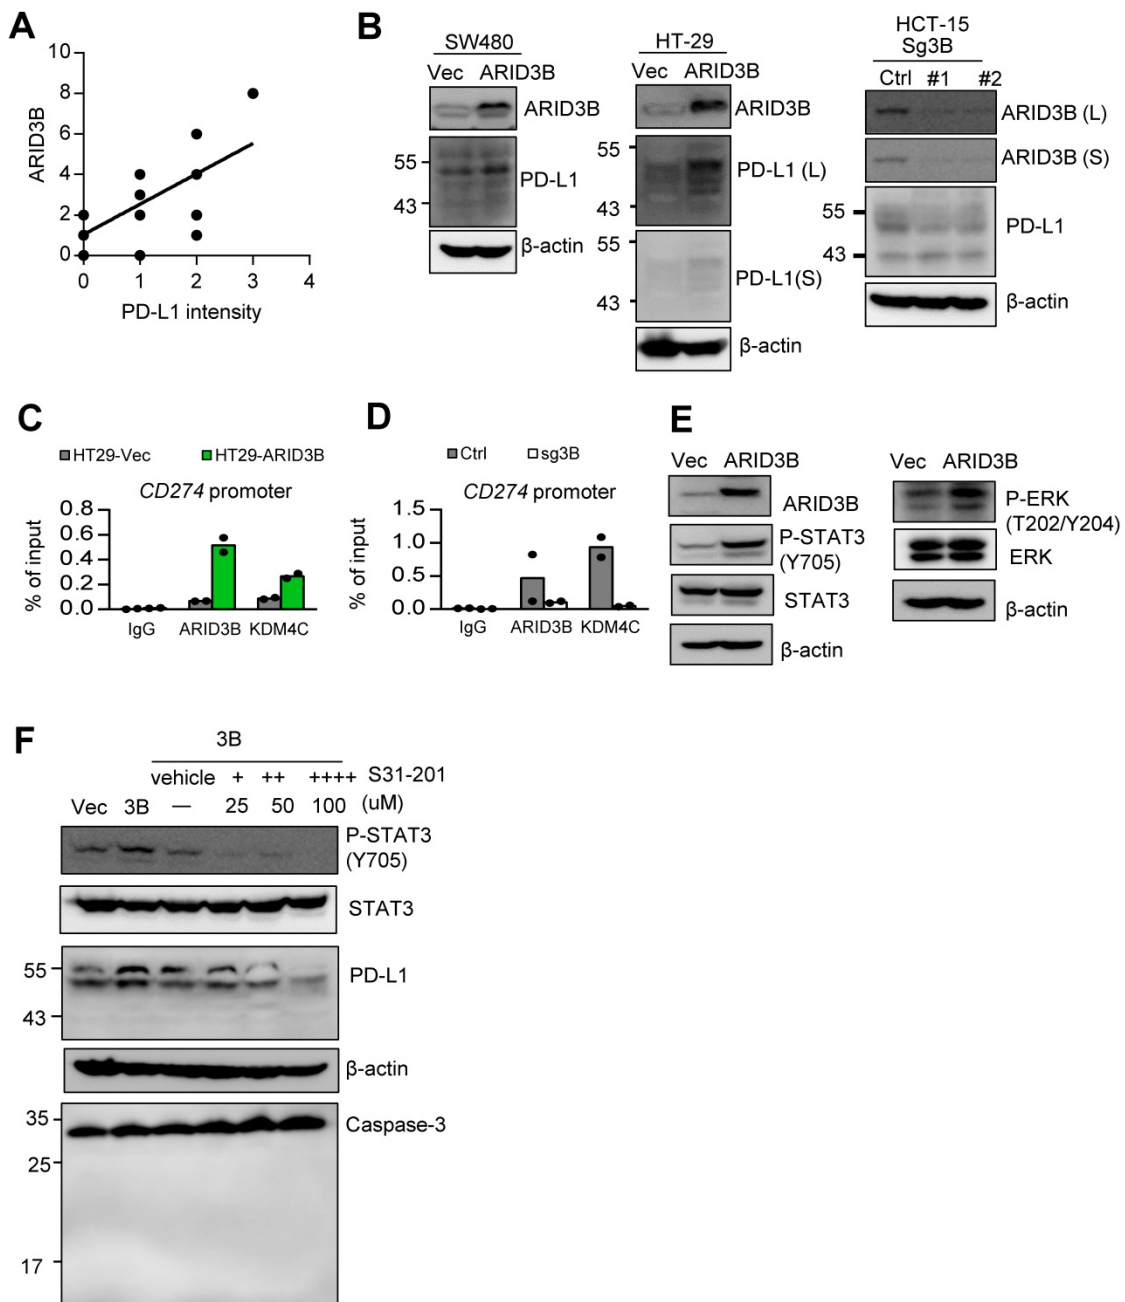 A
10
8
6
4
2
0
ARID3B
0 1 2 3 4
PD-L1 intensity
B
SW480
Vec ARID3B
ARID3B
55
PD-L1
43
β-actin
HT-29
Vec ARID3B
ARID3B
55
PD-L1 (L)
43
55
PD-L1(S)
43
β-actin
HCT-15
Sg3B
Ctrl #1 #2
ARID3B (L)
ARID3B (S)
55
PD-L1
43
β-actin
C
HT29-Vec HT29-ARID3B
CD274 promoter
0.8
0.6
0.4
0.2
0.0
% of input
IgG ARID3B KDM4C
D
Ctrl sg3B
CD274 promoter
1.5
1.0
0.5
0.0
% of input
IgG ARID3B KDM4C
E
Vec ARID3B
ARID3B
P-STAT3
(Y705)
STAT3
β-actin
Vec ARID3B
P-ERK
(T202/Y204)
ERK
β-actin
F
3B
vehicle + ++ ++++ S31-201
Vec 3B — 25 50 100 (uM)
P-STAT3
(Y705)
STAT3
55
PD-L1
43
β-actin
35
Caspase-3
25
17